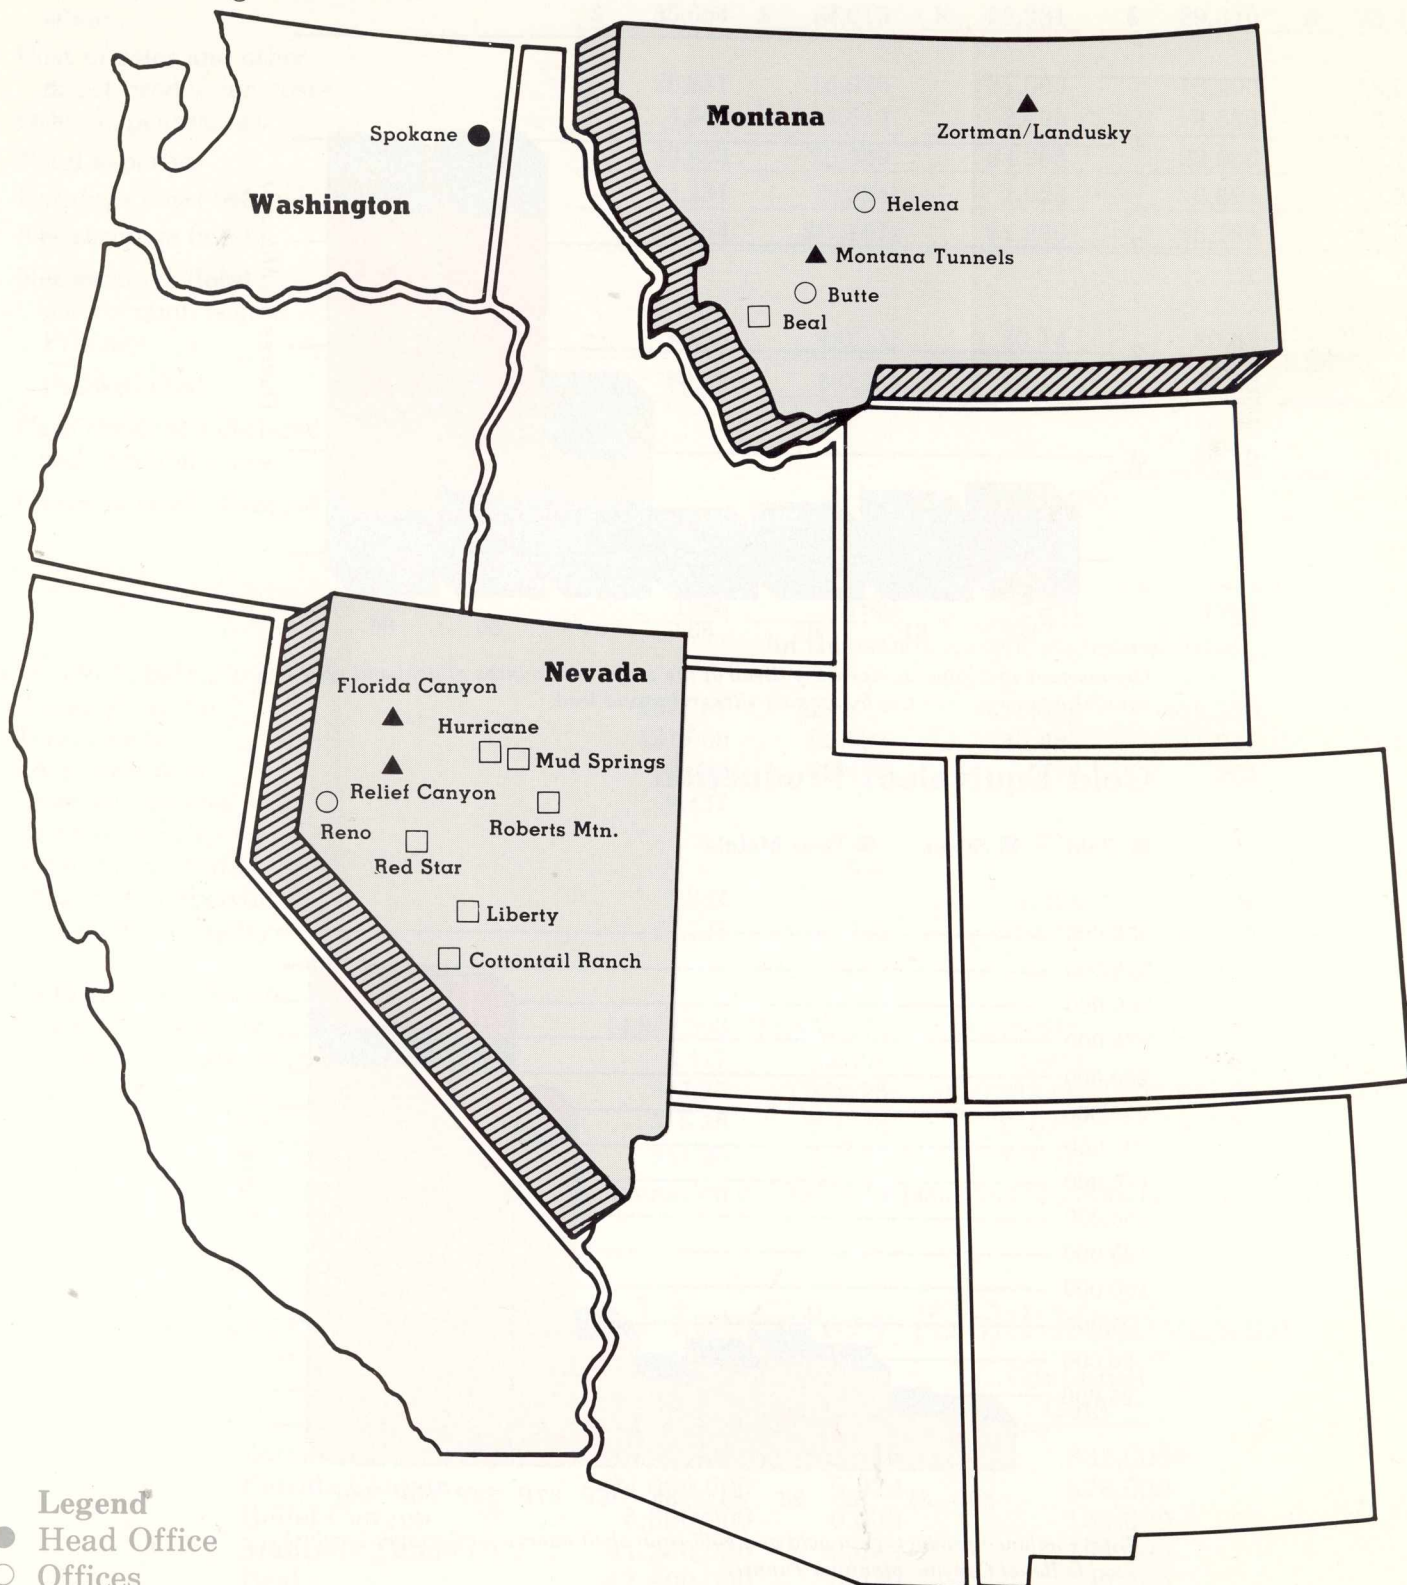 Spokane
Washington
Montana
Zortman/Landusky
Helena
Montana Tunnels
Butte
Beal
Nevada
Florida Canyon
Hurricane
Mud Springs
Relief Canyon
Roberts Mtn.
Reno
Red Star
Liberty
Cottontail Ranch
Legend
Head Office
Offices